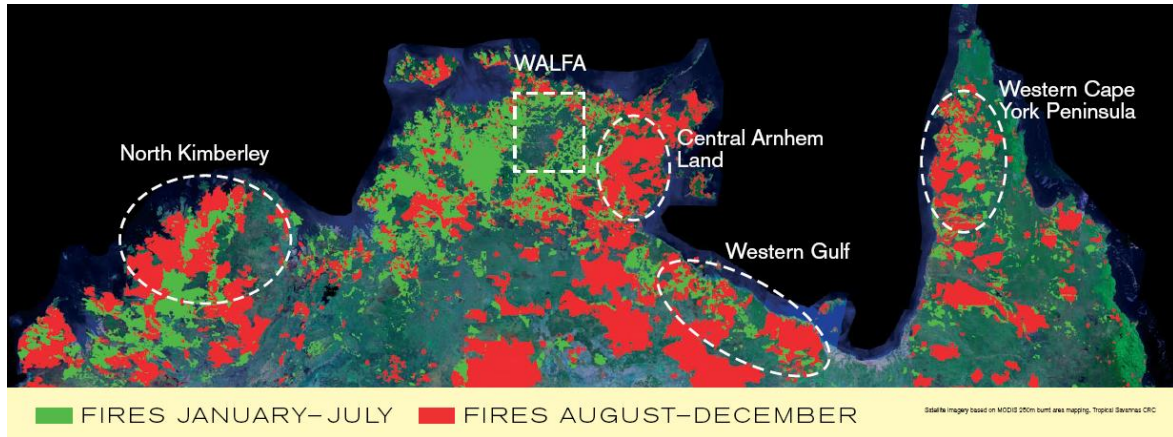 WALFA
Western Cape
York Peninsula
North Kimberley
Central Arnhem
Land
Western Gulf
FIRES JANUARY–JULY
FIRES AUGUST–DECEMBER
Satellite imagery based on MODIS 250m burnt area mapping, Tropical Savannas CRC